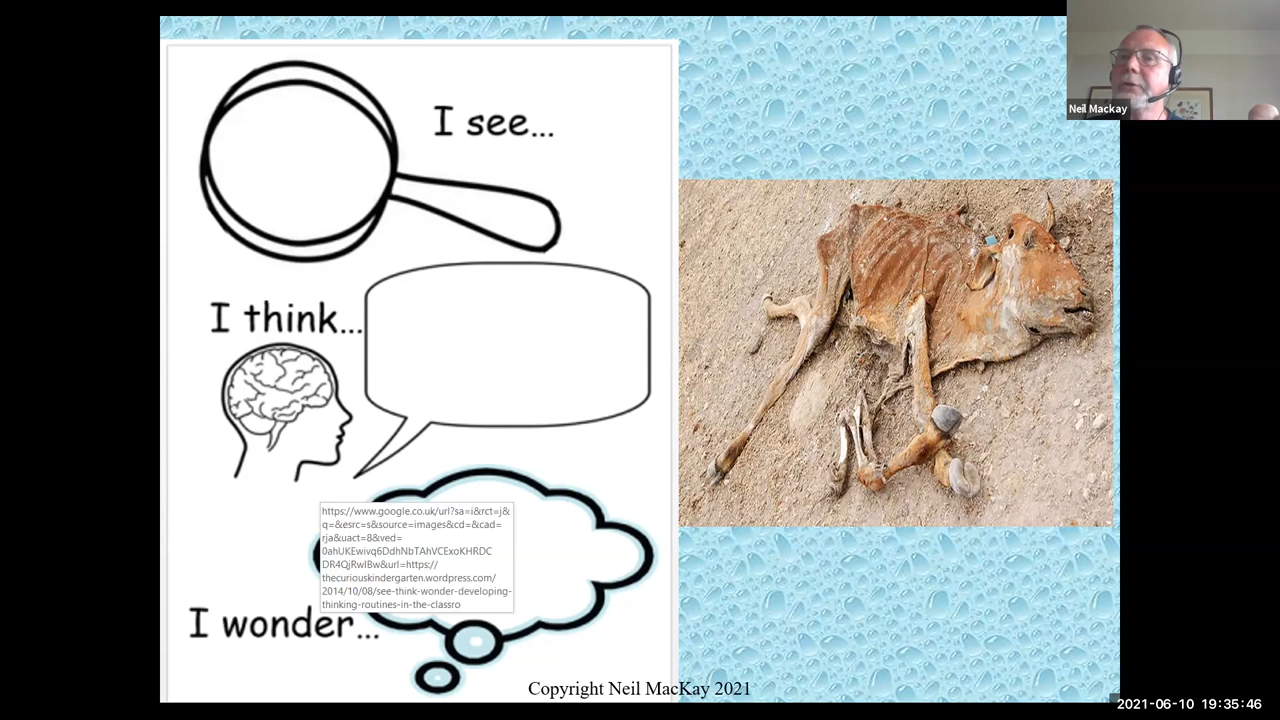 I see...
Neil Mackay
I think...
https://www.google.co.uk/url?sa=i&rct=j&
q=&esrc=s&source=images&cd=&cad=
rja&uact=8&ved=
0ahUKEwivq6DdhNbTAhVCExoKHRDC
DR4QjRwIBw&url=https://
thecuriouskindergarten.wordpress.com/
2014/10/08/see-think-wonder-developing-
thinking-routines-in-the-classro
I wonder...
Copyright Neil MacKay 2021
2021-06-10 19:35:46